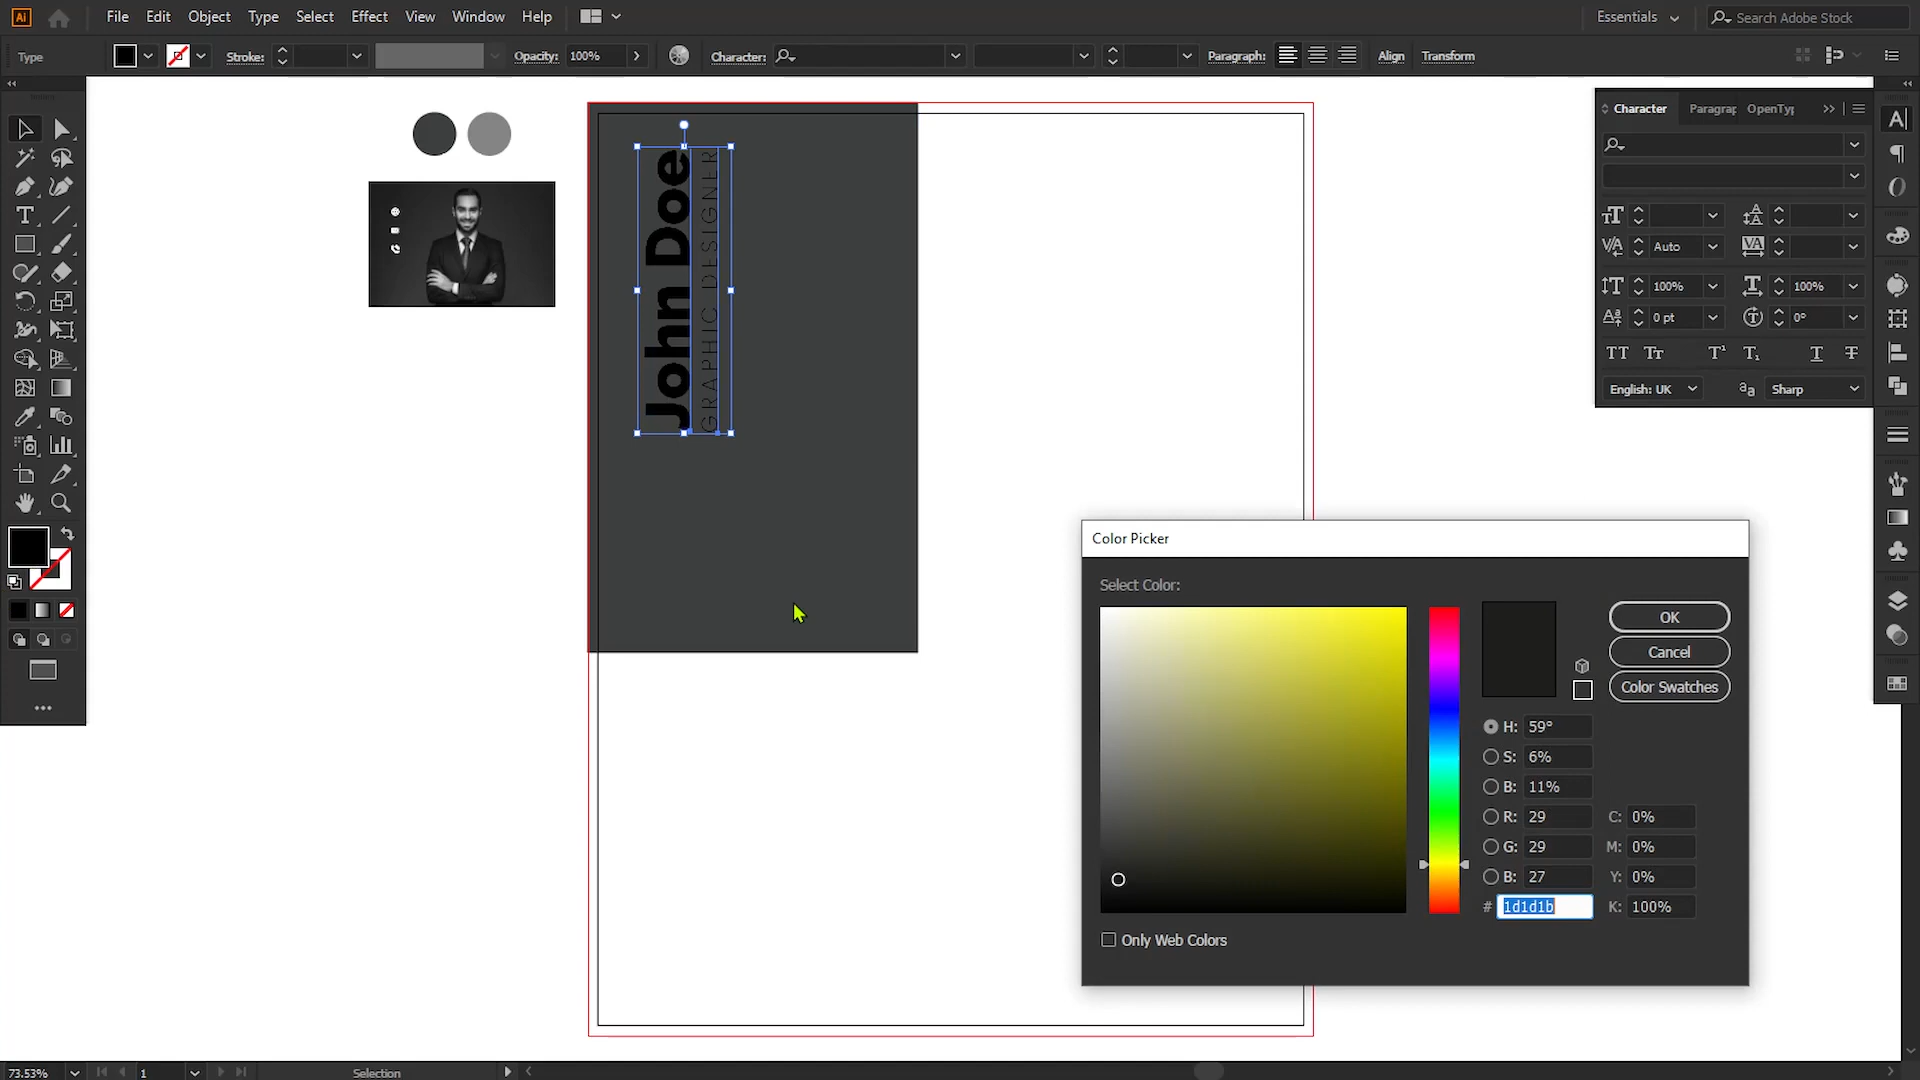 Ai File Edit Object Type Select Effect View Window Help Essentials Search Adobe Stock
Type Stroke: Opacity: 100% Character: Paragraph: Align Transform
Character Paragrap OpenTy
Auto
100% 100%
0 pt 0°
English: UK Sharp
John Doe
GRAPHIC DESIGNER
Color Picker
Select Color:
OK
Cancel
Color Swatches
H: 59°
S: 6%
B: 11%
R: 29 C: 0%
G: 29 M: 0%
B: 27 Y: 0%
# 1d1d1b K: 100%
Only Web Colors
73.53% 1 Selection